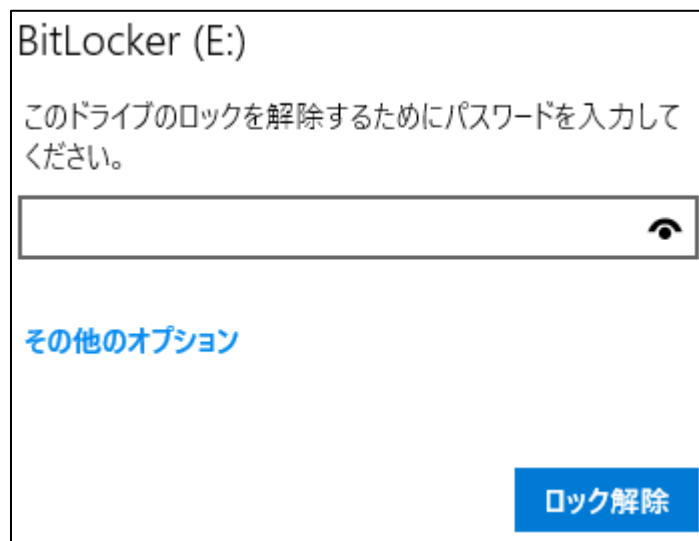 BitLocker (E:)
このドライブのロックを解除するためにパスワードを入力して
ください。
その他のオプション
ロック解除